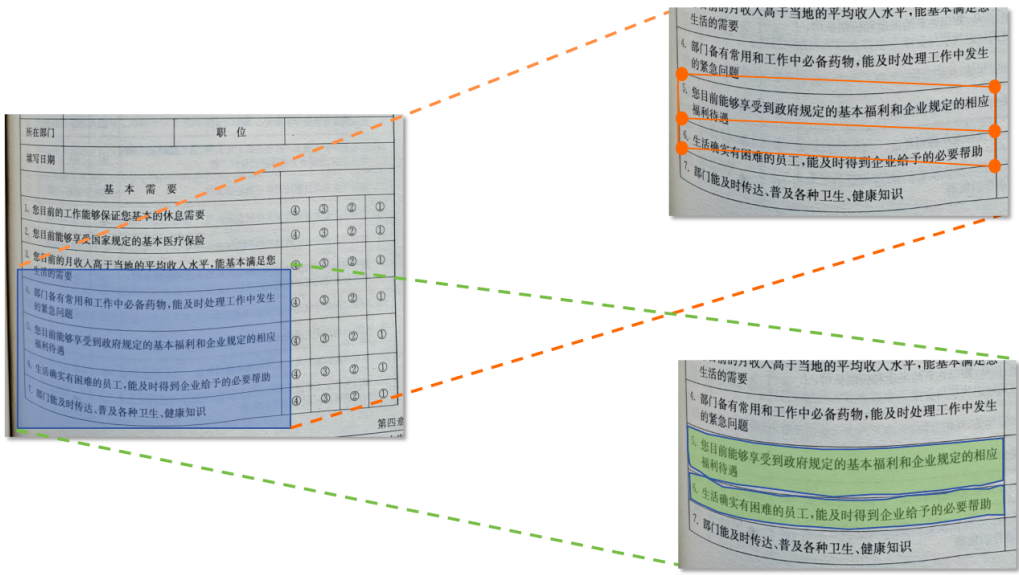 所在部门
职 位
填写日期
基 本 需 要
1. 您目前的工作能够保证您基本的休息需要 ④ ③ ② ①
2. 您目前能够享受国家规定的基本医疗保险 ④ ③ ② ①
3. 您目前的月收入高于当地的平均收入水平,能基本满足您 ④ ③ ② ①
生活的需要
4. 部门备有常用和工作中必备药物,能及时处理工作中发生 ④ ③ ② ①
的紧急问题
5. 您目前能够享受到政府规定的基本福利和企业规定的相应 ④ ③ ② ①
福利待遇
6. 生活确实有困难的员工,能及时得到企业给予的必要帮助 ④ ③ ② ①
7. 部门能及时传达、普及各种卫生、健康知识 ④ ③ ② ①
第四章
的月收入高于当地的平均收入水平,能基本满足您
生活的需要
4. 部门备有常用和工作中必备药物,能及时处理工作中发生
的紧急问题
5. 您目前能够享受到政府规定的基本福利和企业规定的相应
福利待遇
6. 生活确实有困难的员工,能及时得到企业给予的必要帮助
7. 部门能及时传达、普及各种卫生、健康知识
的月收入高于当地的平均收入水平,能基本满足您
生活的需要
4. 部门备有常用和工作中必备药物,能及时处理工作中发生
的紧急问题
5. 您目前能够享受到政府规定的基本福利和企业规定的相应
福利待遇
6. 生活确实有困难的员工,能及时得到企业给予的必要帮助
7. 部门能及时传达、普及各种卫生、健康知识